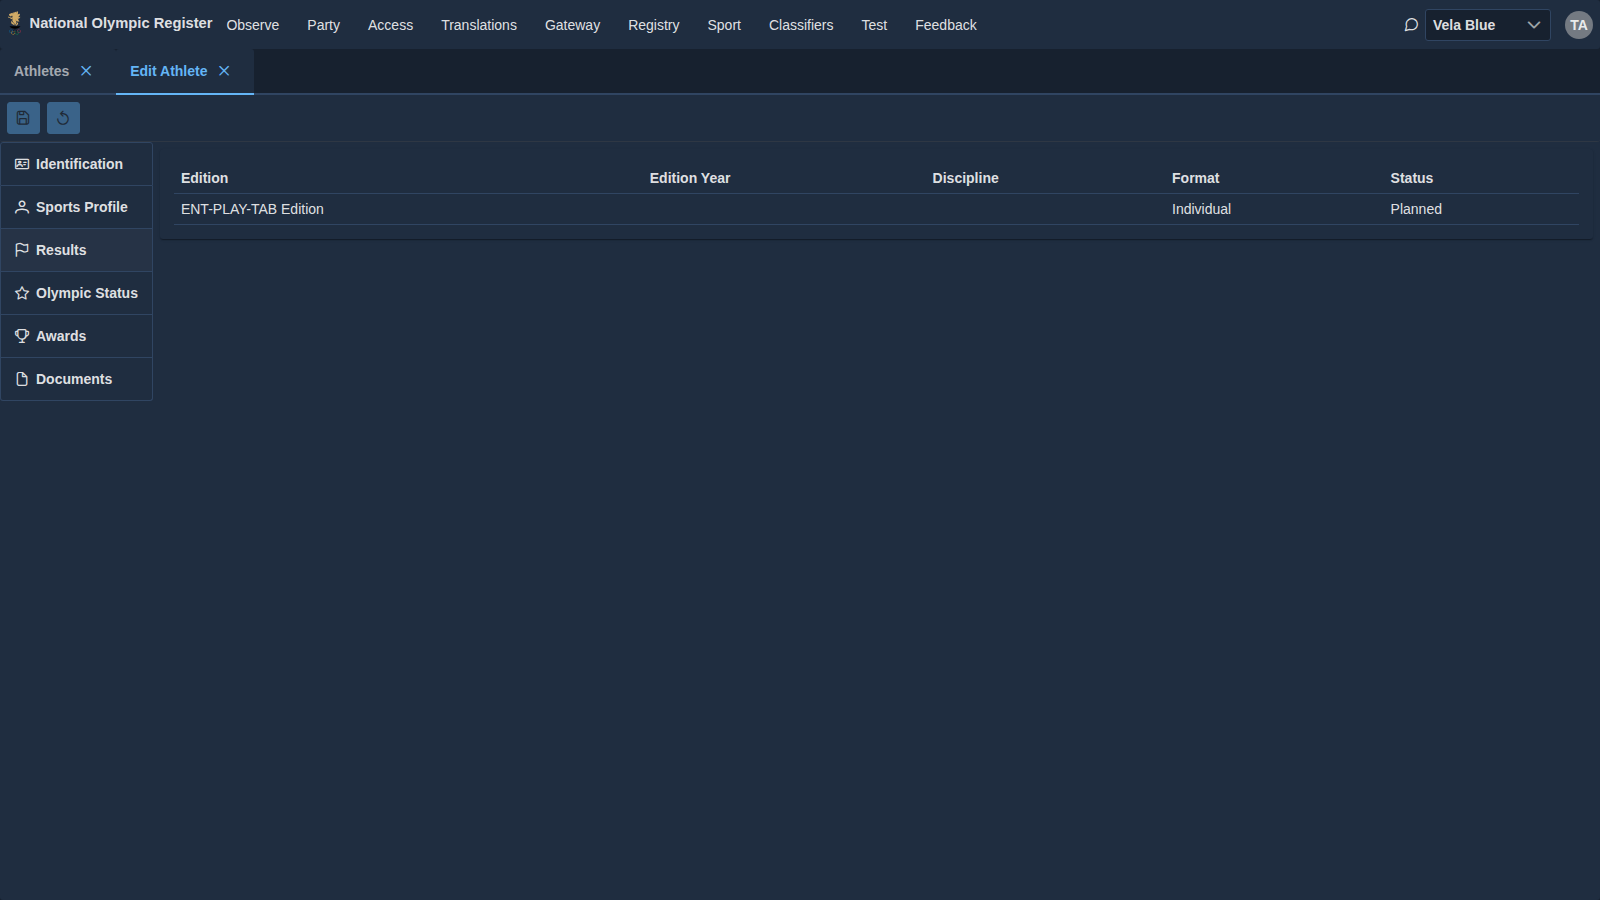 National Olympic Register Observe Party Access Translations Gateway Registry Sport Classifiers Test Feedback Vela Blue TA
Athletes Edit Athlete
Identification
Sports Profile
Results
Olympic Status
Awards
Documents
Edition Edition Year Discipline Format Status
ENT-PLAY-TAB Edition Individual Planned